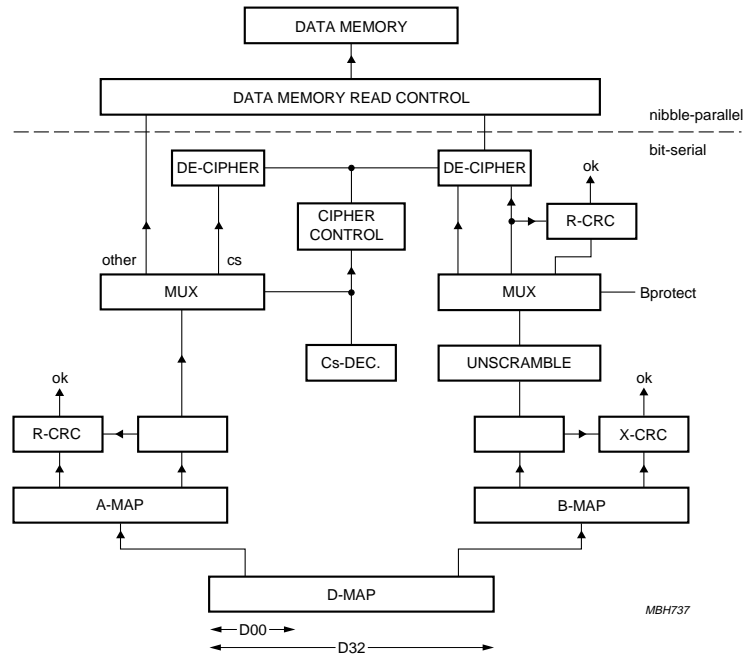 DATA MEMORY
DATA MEMORY READ CONTROL
nibble-parallel
bit-serial
DE-CIPHER
DE-CIPHER
ok
CIPHER
CONTROL
R-CRC
other
cs
MUX
MUX
Bprotect
Cs-DEC.
UNSCRAMBLE
ok
ok
R-CRC
X-CRC
A-MAP
B-MAP
D-MAP
MBH737
D00
D32